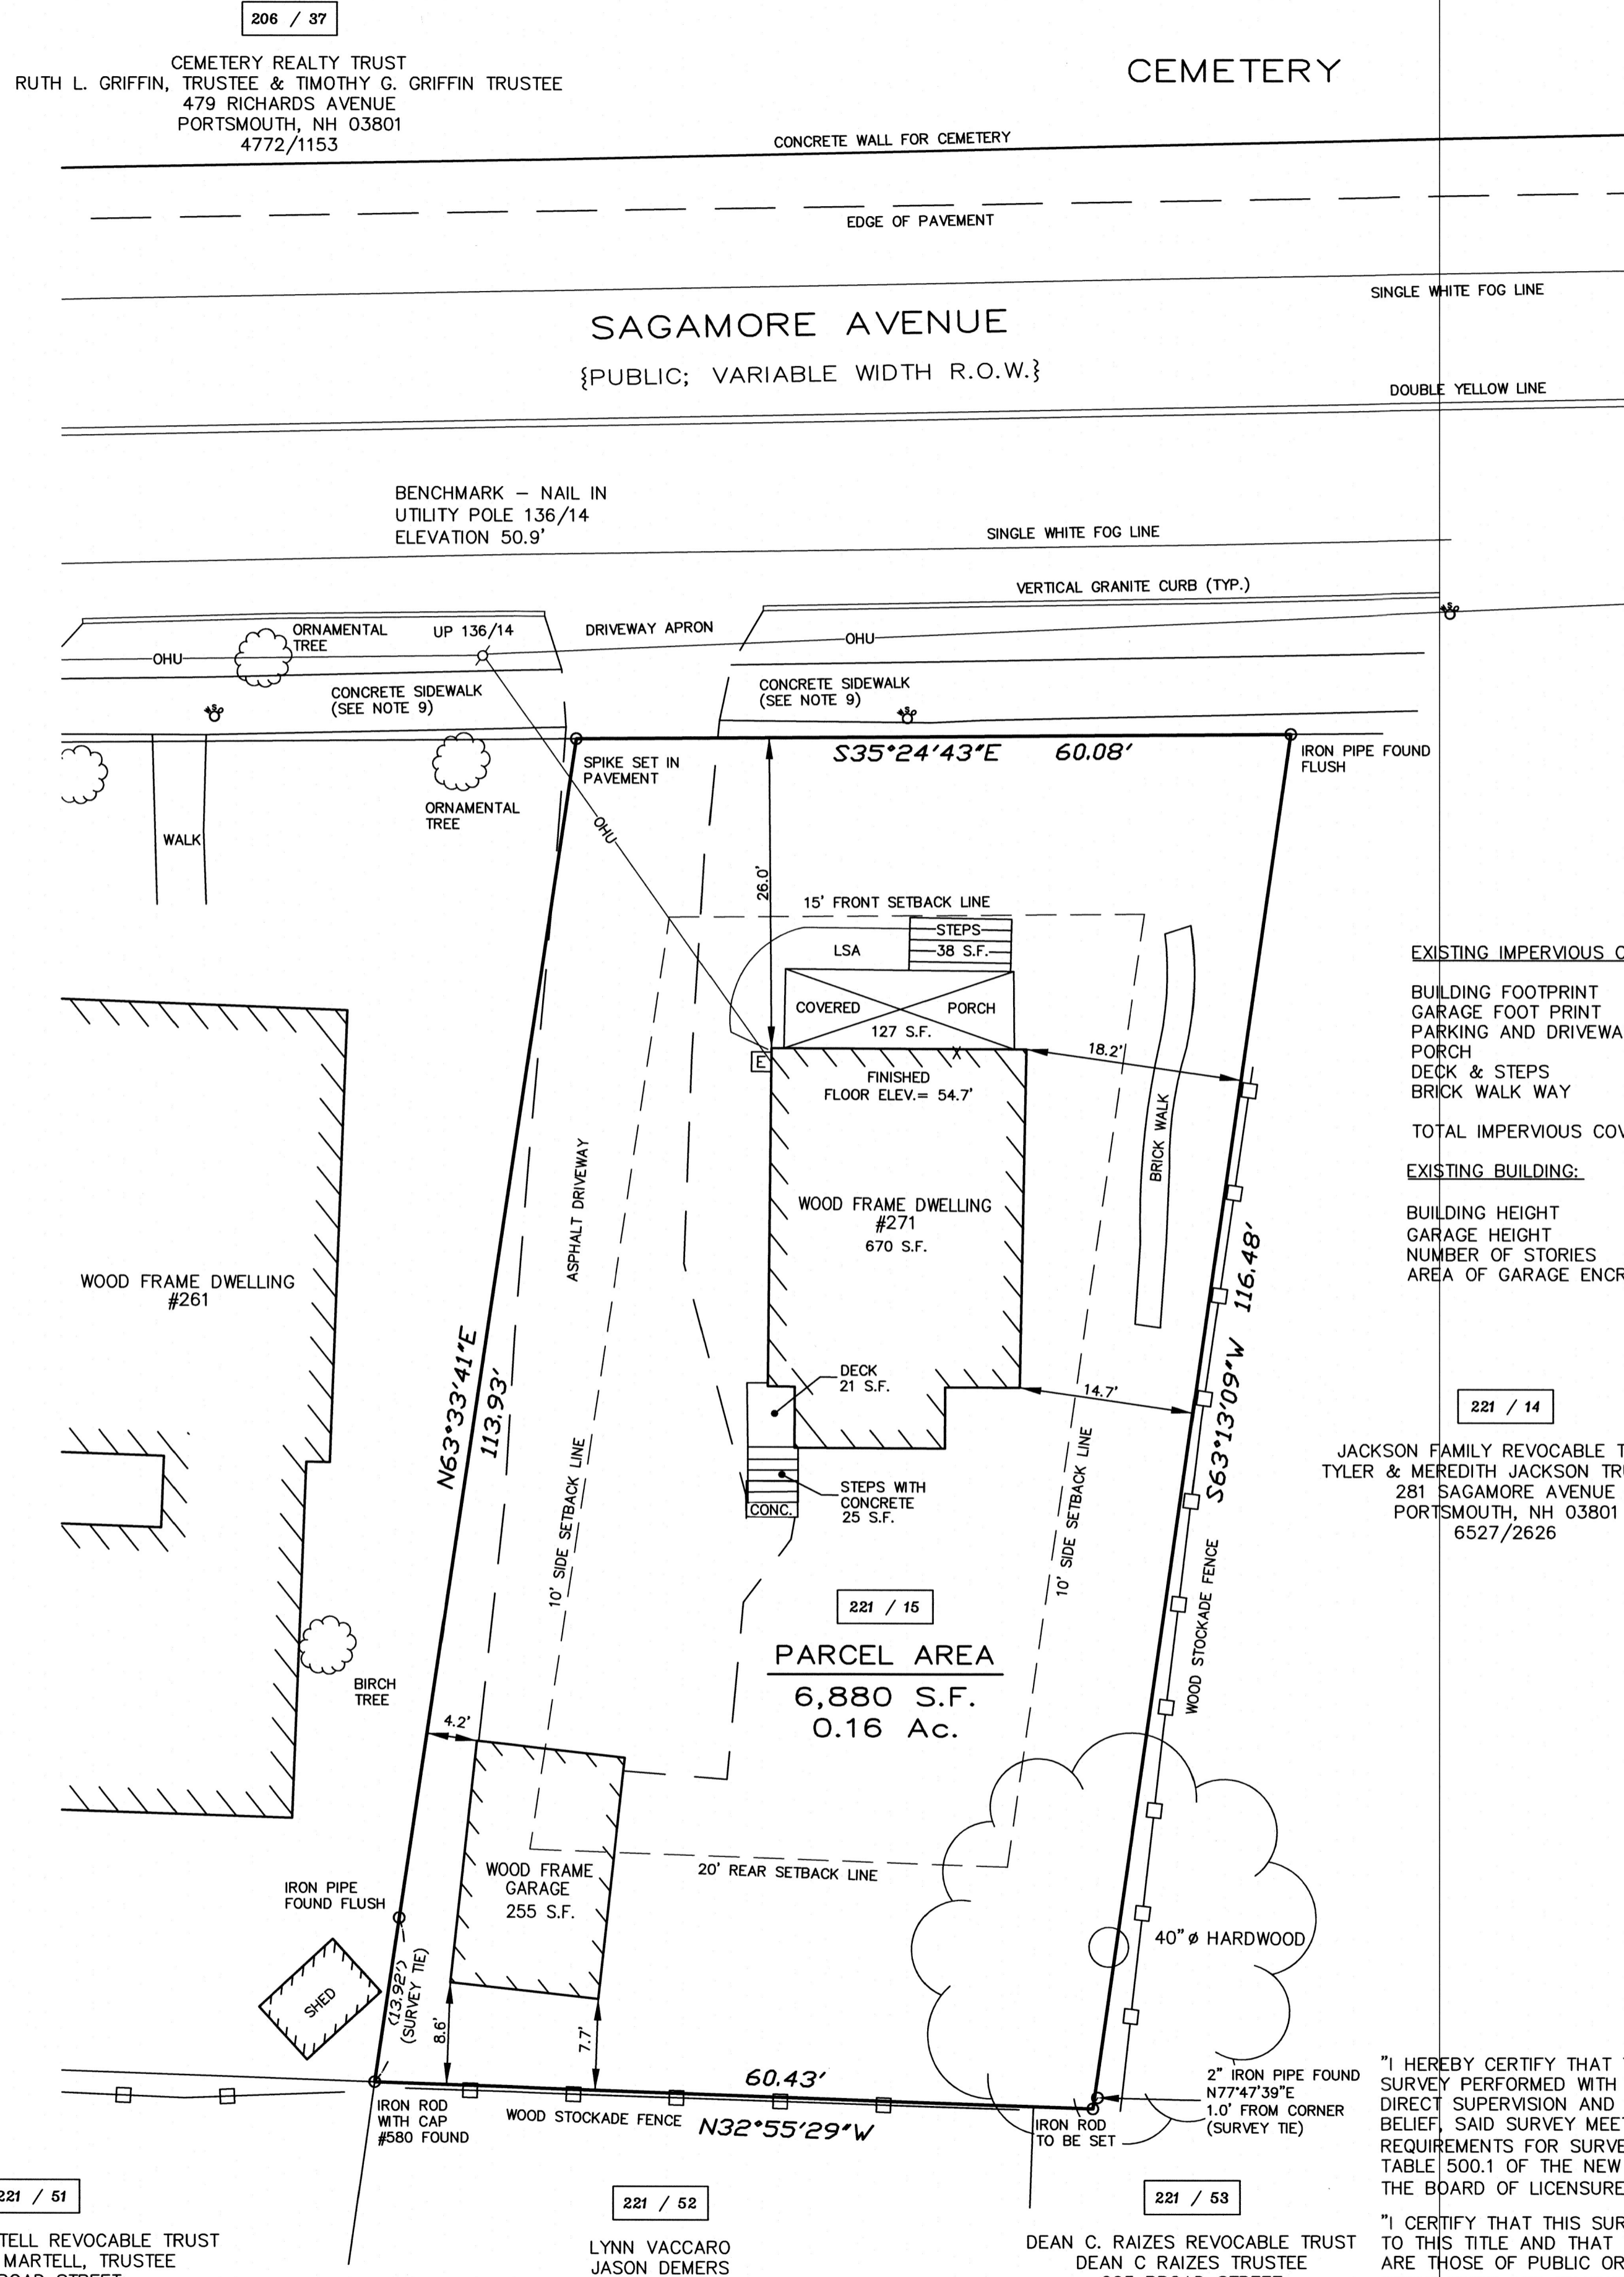 206 / 37
CEMETERY REALTY TRUST
RUTH L. GRIFFIN, TRUSTEE & TIMOTHY G. GRIFFIN TRUSTEE
479 RICHARDS AVENUE
PORTSMOUTH, NH 03801
4772/1153
CEMETERY
CONCRETE WALL FOR CEMETERY
EDGE OF PAVEMENT
SINGLE WHITE FOG LINE
SAGAMORE AVENUE
{PUBLIC; VARIABLE WIDTH R.O.W.}
DOUBLE YELLOW LINE
BENCHMARK – NAIL IN
UTILITY POLE 136/14
ELEVATION 50.9'
SINGLE WHITE FOG LINE
VERTICAL GRANITE CURB (TYP.)
ORNAMENTAL
TREE
UP 136/14
DRIVEWAY APRON
OHU
OHU
CONCRETE SIDEWALK
(SEE NOTE 9)
CONCRETE SIDEWALK
(SEE NOTE 9)
S
S
S
SPIKE SET IN
PAVEMENT
S35°24'43"E 60.08'
IRON PIPE FOUND
FLUSH
ORNAMENTAL
TREE
WALK
OHU
26.0'
15' FRONT SETBACK LINE
STEPS
38 S.F.
LSA
COVERED PORCH
127 S.F.
X
E
18.2'
FINISHED
FLOOR ELEV.= 54.7'
BRICK WALK
ASPHALT DRIVEWAY
WOOD FRAME DWELLING
#271
670 S.F.
WOOD FRAME DWELLING
#261
EXISTING IMPERVIOUS C
BUILDING FOOTPRINT
GARAGE FOOT PRINT
PARKING AND DRIVEWA
PORCH
DECK & STEPS
BRICK WALK WAY
TOTAL IMPERVIOUS COV
EXISTING BUILDING:
BUILDING HEIGHT
GARAGE HEIGHT
NUMBER OF STORIES
AREA OF GARAGE ENCR
N63°33'41"E
113.93'
S63°13'09"W 116.48'
DECK
21 S.F.
14.7'
STEPS WITH
CONCRETE
25 S.F.
CONC.
10' SIDE SETBACK LINE
10' SIDE SETBACK LINE
WOOD STOCKADE FENCE
221 / 14
JACKSON FAMILY REVOCABLE T
TYLER & MEREDITH JACKSON TRU
281 SAGAMORE AVENUE
PORTSMOUTH, NH 03801
6527/2626
221 / 15
PARCEL AREA
6,880 S.F.
0.16 Ac.
BIRCH
TREE
4.2'
20' REAR SETBACK LINE
WOOD FRAME
GARAGE
255 S.F.
IRON PIPE
FOUND FLUSH
40"ø HARDWOOD
SHED
(13.92')
(SURVEY TIE)
8.6'
7.7'
60.43'
N32°55'29"W
IRON ROD
WITH CAP
#580 FOUND
WOOD STOCKADE FENCE
IRON ROD
TO BE SET
2" IRON PIPE FOUND
N77°47'39"E
1.0' FROM CORNER
(SURVEY TIE)
"I HEREBY CERTIFY THAT
SURVEY PERFORMED WITH
DIRECT SUPERVISION AND
BELIEF, SAID SURVEY MEET
REQUIREMENTS FOR SURVE
TABLE 500.1 OF THE NEW
THE BOARD OF LICENSURE
"I CERTIFY THAT THIS SUR
TO THIS TITLE AND THAT
ARE THOSE OF PUBLIC OR
221 / 51
TELL REVOCABLE TRUST
MARTELL, TRUSTEE
221 / 52
LYNN VACCARO
JASON DEMERS
221 / 53
DEAN C. RAIZES REVOCABLE TRUST
DEAN C RAIZES TRUSTEE